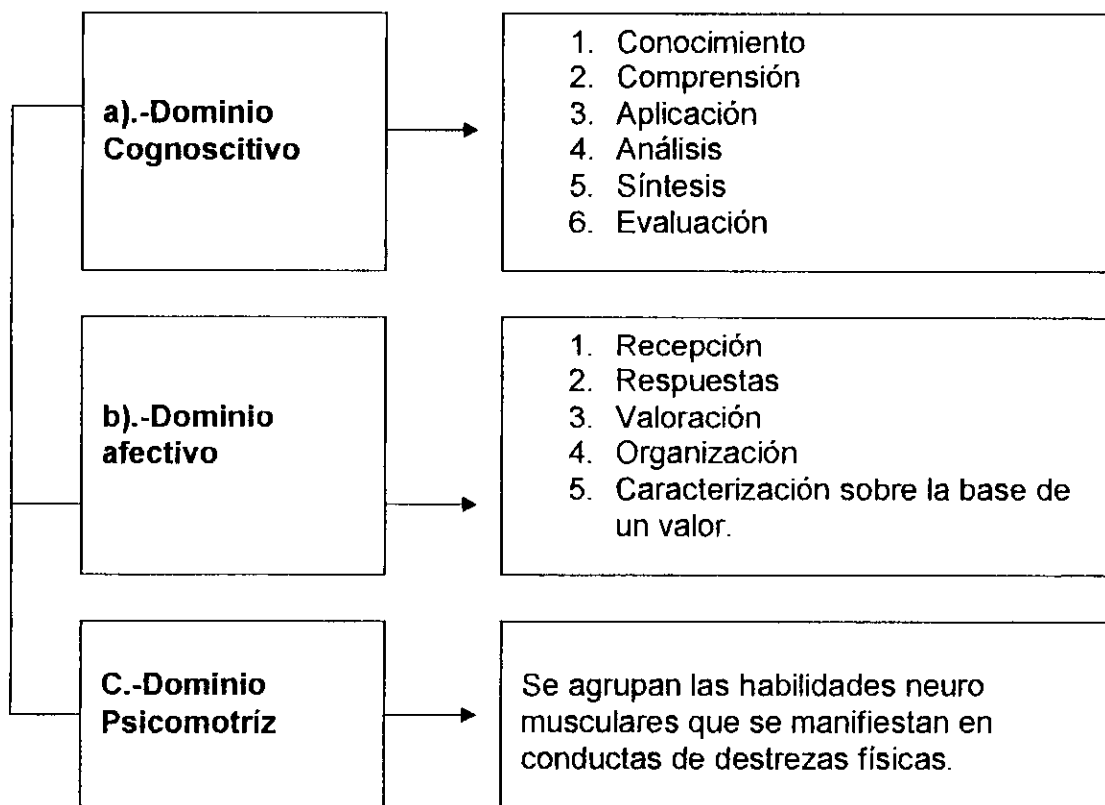 a).-Dominio
Cognoscitivo
1. Conocimiento
2. Comprensión
3. Aplicación
4. Análisis
5. Síntesis
6. Evaluación
b).-Dominio
afectivo
1. Recepción
2. Respuestas
3. Valoración
4. Organización
5. Caracterización sobre la base de
un valor.
C.-Dominio
Psicomotríz
Se agrupan las habilidades neuro
musculares que se manifiestan en
conductas de destrezas físicas.